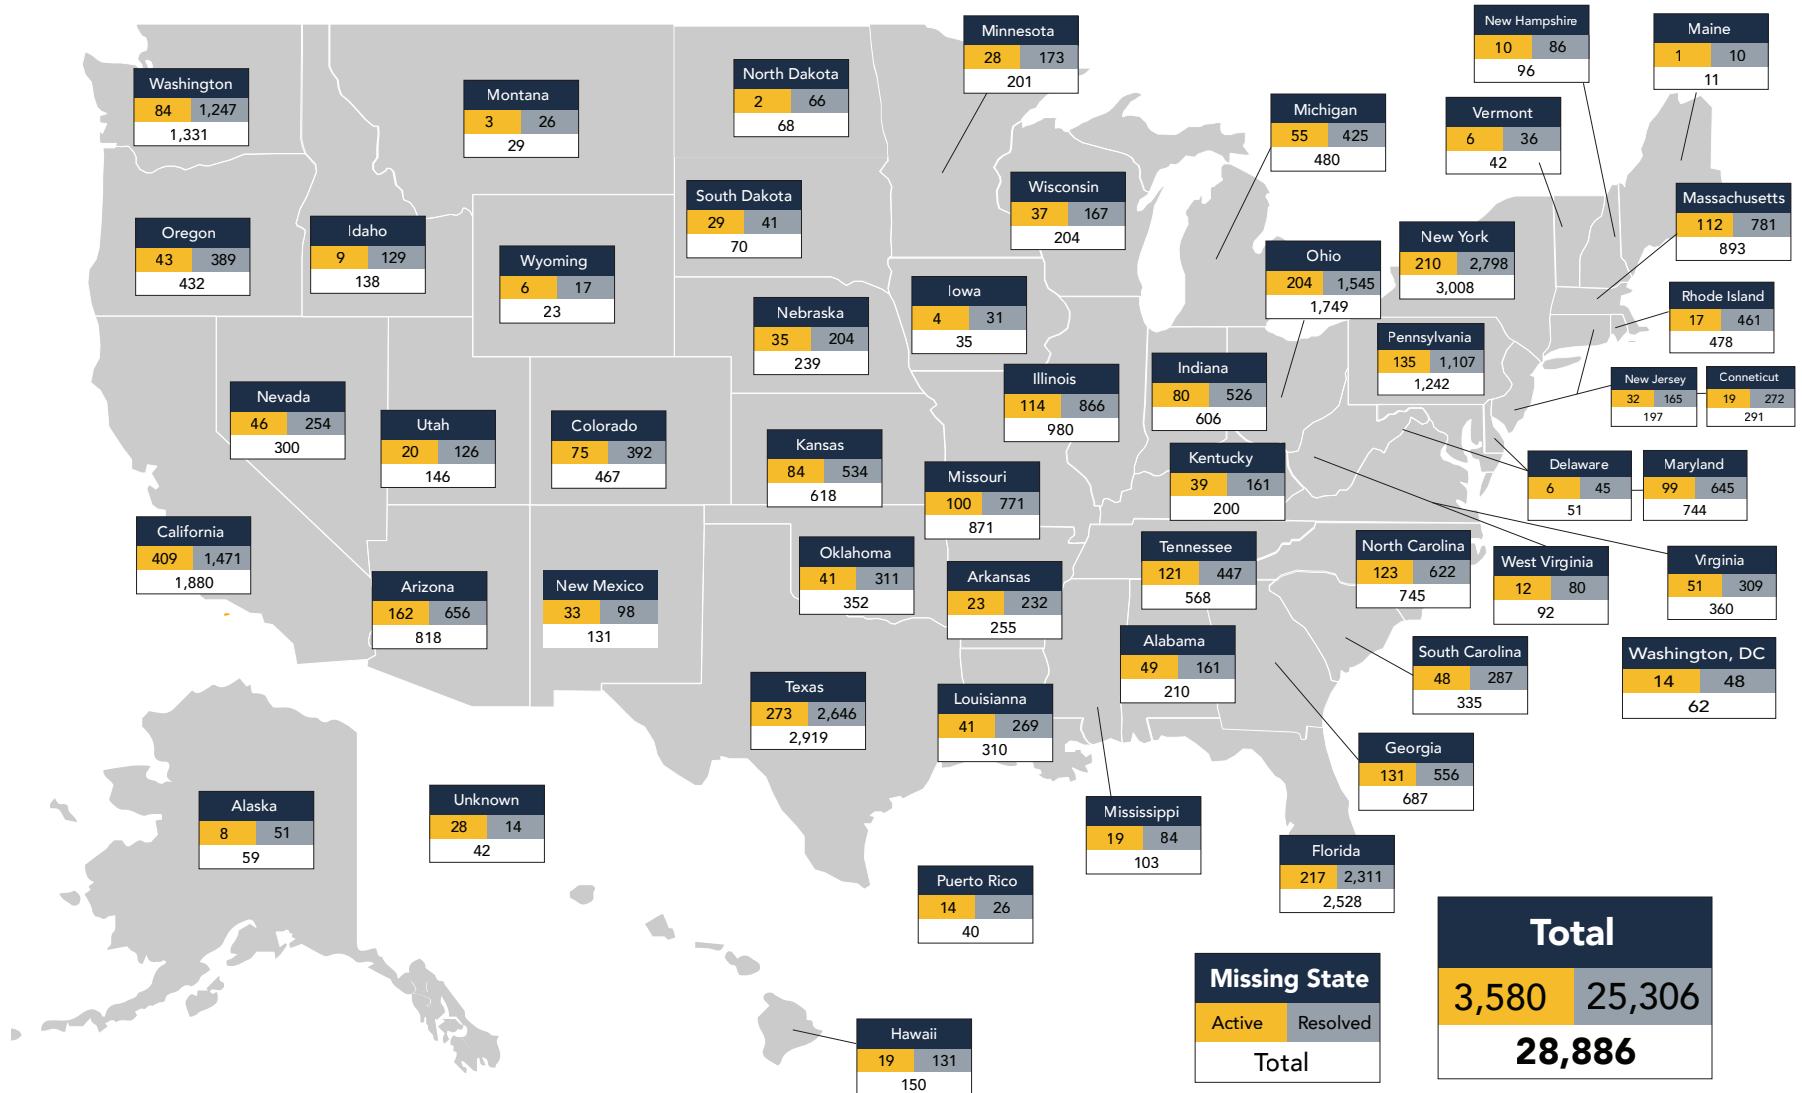 Minnesota
28 173
201
New Hampshire
10 86
96
Maine
1 10
11
Washington
84 1,247
1,331
Montana
3 26
29
North Dakota
2 66
68
Michigan
55 425
480
Vermont
6 36
42
South Dakota
29 41
70
Wisconsin
37 167
204
Massachusetts
112 781
893
Oregon
43 389
432
Idaho
9 129
138
Wyoming
6 17
23
New York
210 2,798
3,008
Ohio
204 1,545
1,749
Iowa
4 31
35
Rhode Island
17 461
478
Nebraska
35 204
239
Pennsylvania
135 1,107
1,242
Indiana
80 526
606
Illinois
114 866
980
New Jersey
32 165
197
Conneticut
19 272
291
Nevada
46 254
300
Utah
20 126
146
Colorado
75 392
467
Kansas
84 534
618
Kentucky
39 161
200
Missouri
100 771
871
Delaware
6 45
51
Maryland
99 645
744
California
409 1,471
1,880
Oklahoma
41 311
352
Tennessee
121 447
568
North Carolina
123 622
745
West Virginia
12 80
92
Virginia
51 309
360
Arizona
162 656
818
New Mexico
33 98
131
Arkansas
23 232
255
Alabama
49 161
210
South Carolina
48 287
335
Washington, DC
14 48
62
Texas
273 2,646
2,919
Louisianna
41 269
310
Georgia
131 556
687
Alaska
8 51
59
Unknown
28 14
42
Mississippi
19 84
103
Florida
217 2,311
2,528
Puerto Rico
14 26
40
Hawaii
19 131
150
Missing State
Active Resolved
Total
Total
3,580 25,306
28,886